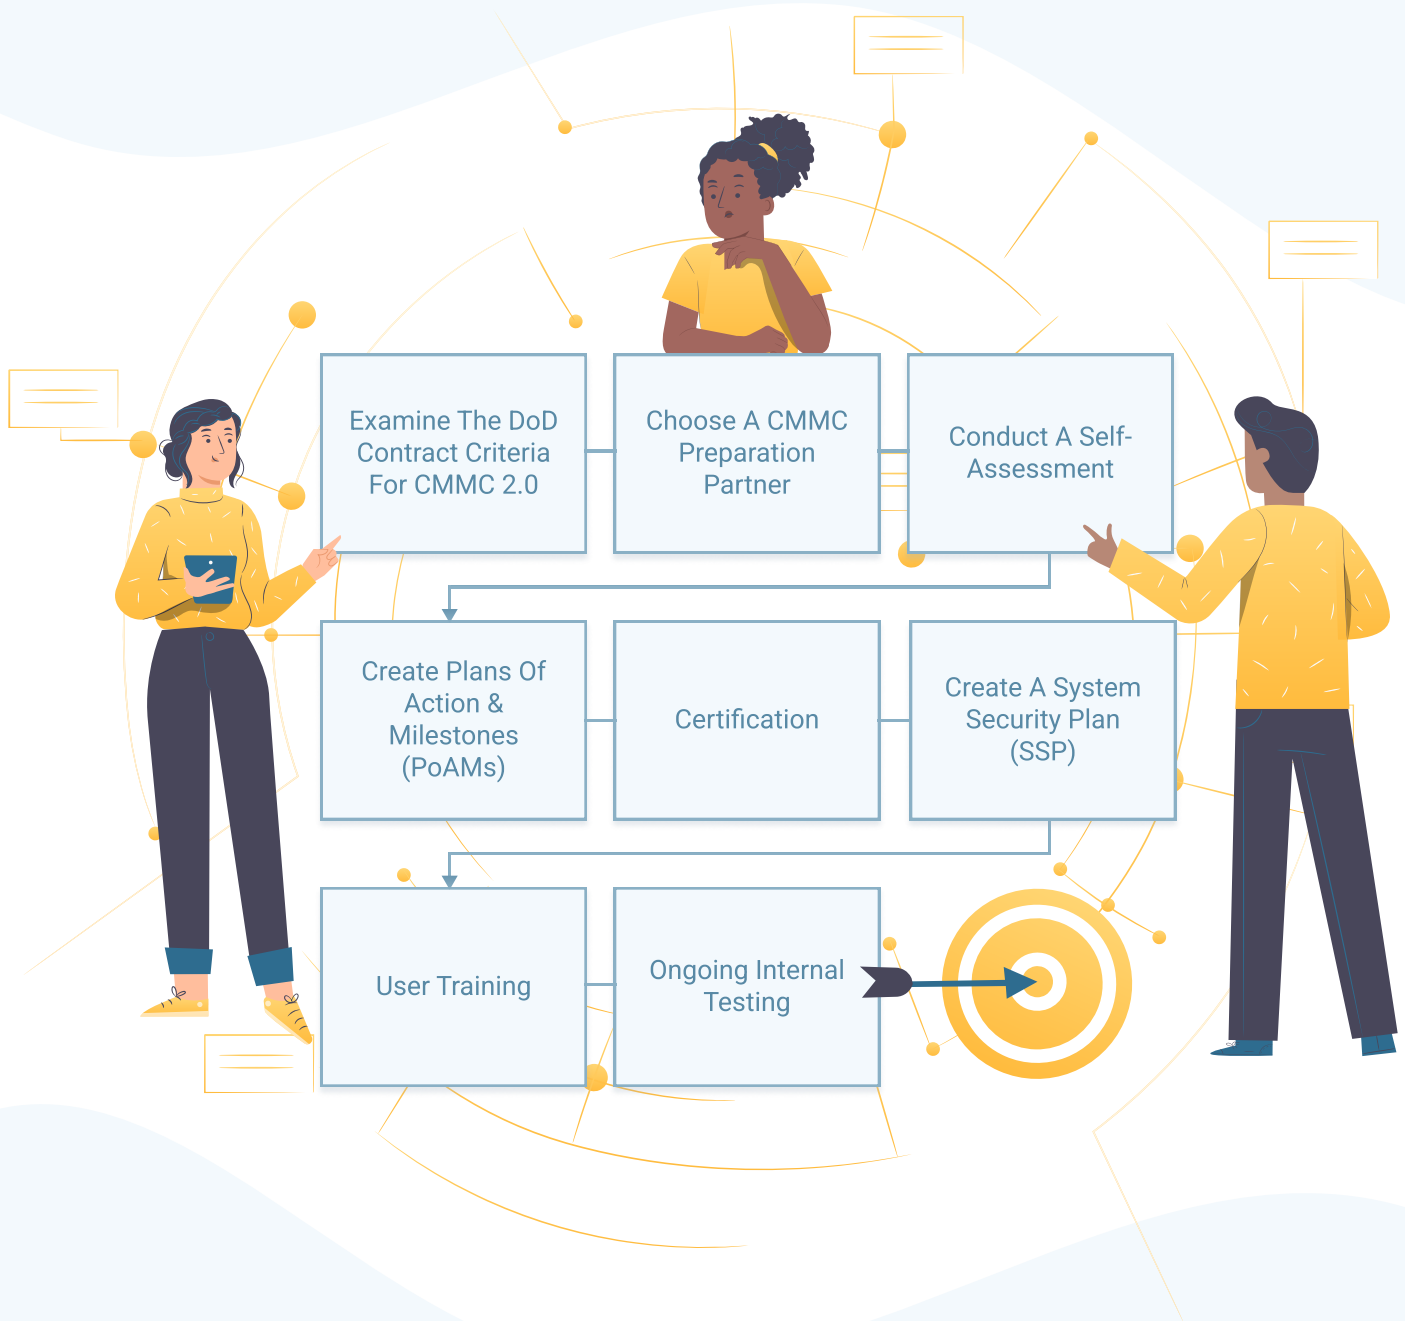 Examine The DoD
Contract Criteria
For CMMC 2.0
Choose A CMMC
Preparation
Partner
Conduct A Self-
Assessment
Create Plans Of
Action &
Milestones
(PoAMs)
Certification
Create A System
Security Plan
(SSP)
User Training
Ongoing Internal
Testing